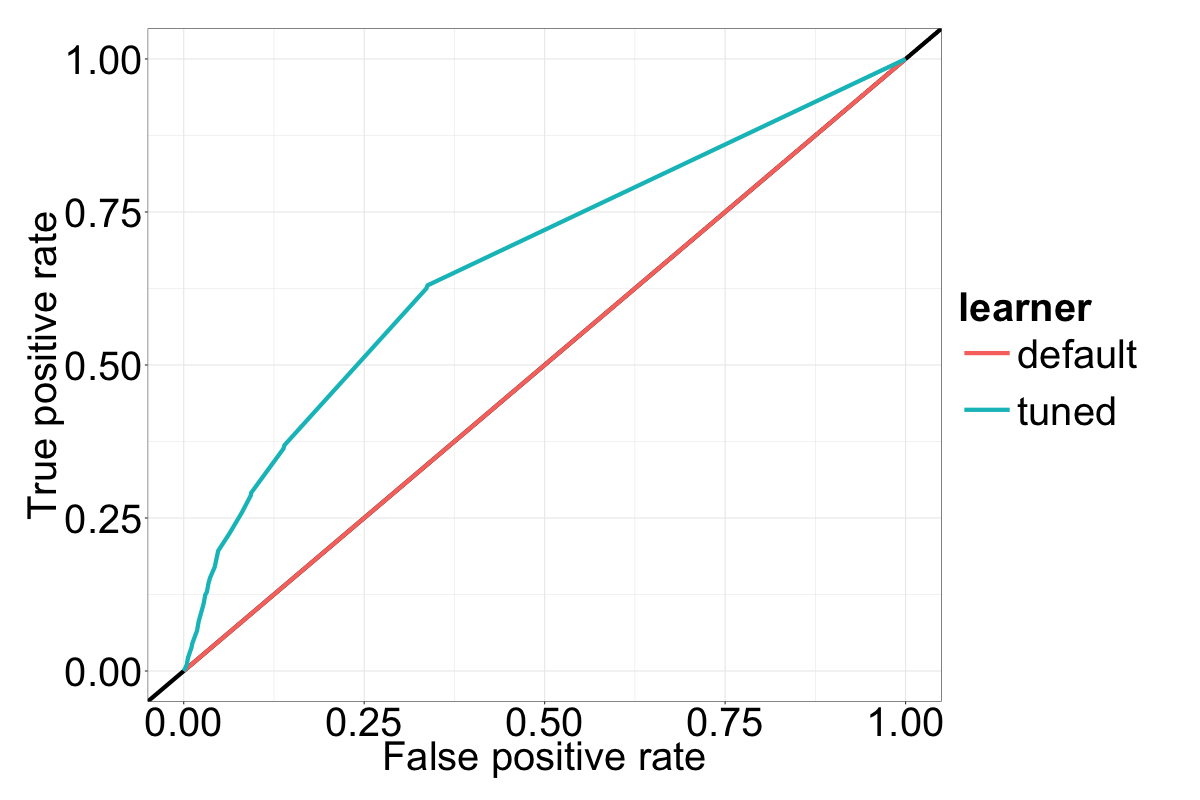 True positive rate
1.00
0.75
0.50
0.25
0.00
0.00 0.25 0.50 0.75 1.00
False positive rate
learner
default
tuned